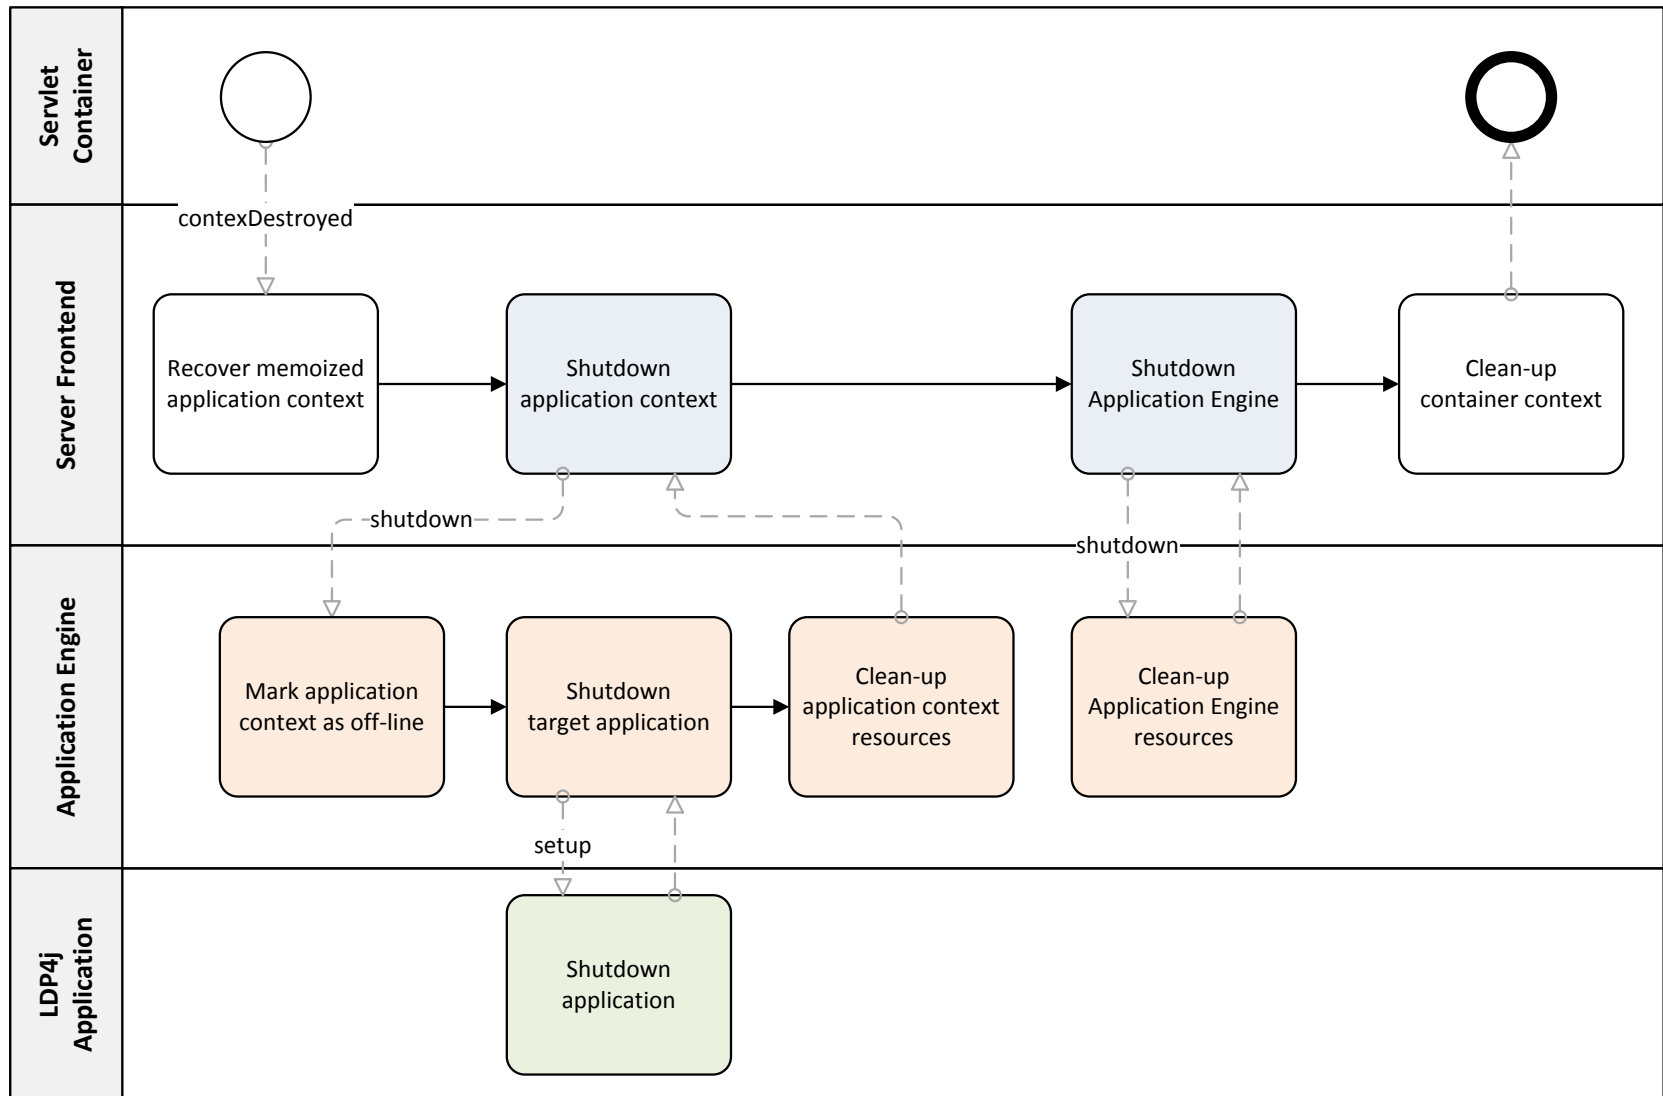 Servlet
Container
contexDestroyed
Server Frontend
Recover memoized
application context
Shutdown
application context
Shutdown
Application Engine
Clean-up
container context
shutdown
shutdown
Application Engine
Mark application
context as off-line
Shutdown
target application
Clean-up
application context
resources
Clean-up
Application Engine
resources
setup
LDP4j
Application
Shutdown
application